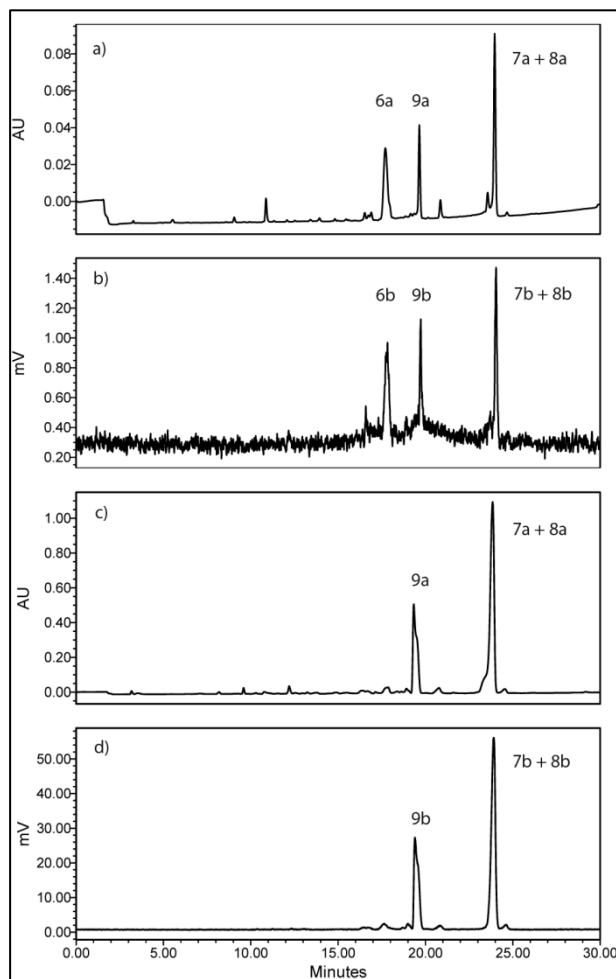 a)
7a + 8a
6a 9a
AU
0.08
0.06
0.04
0.02
0.00
b)
7b + 8b
6b 9b
mV
1.40
1.20
1.00
0.80
0.60
0.40
0.20
c)
7a + 8a
9a
AU
1.00
0.80
0.60
0.40
0.20
0.00
d)
7b + 8b
9b
mV
50.00
40.00
30.00
20.00
10.00
0.00
0.00 5.00 10.00 15.00 20.00 25.00 30.00
Minutes